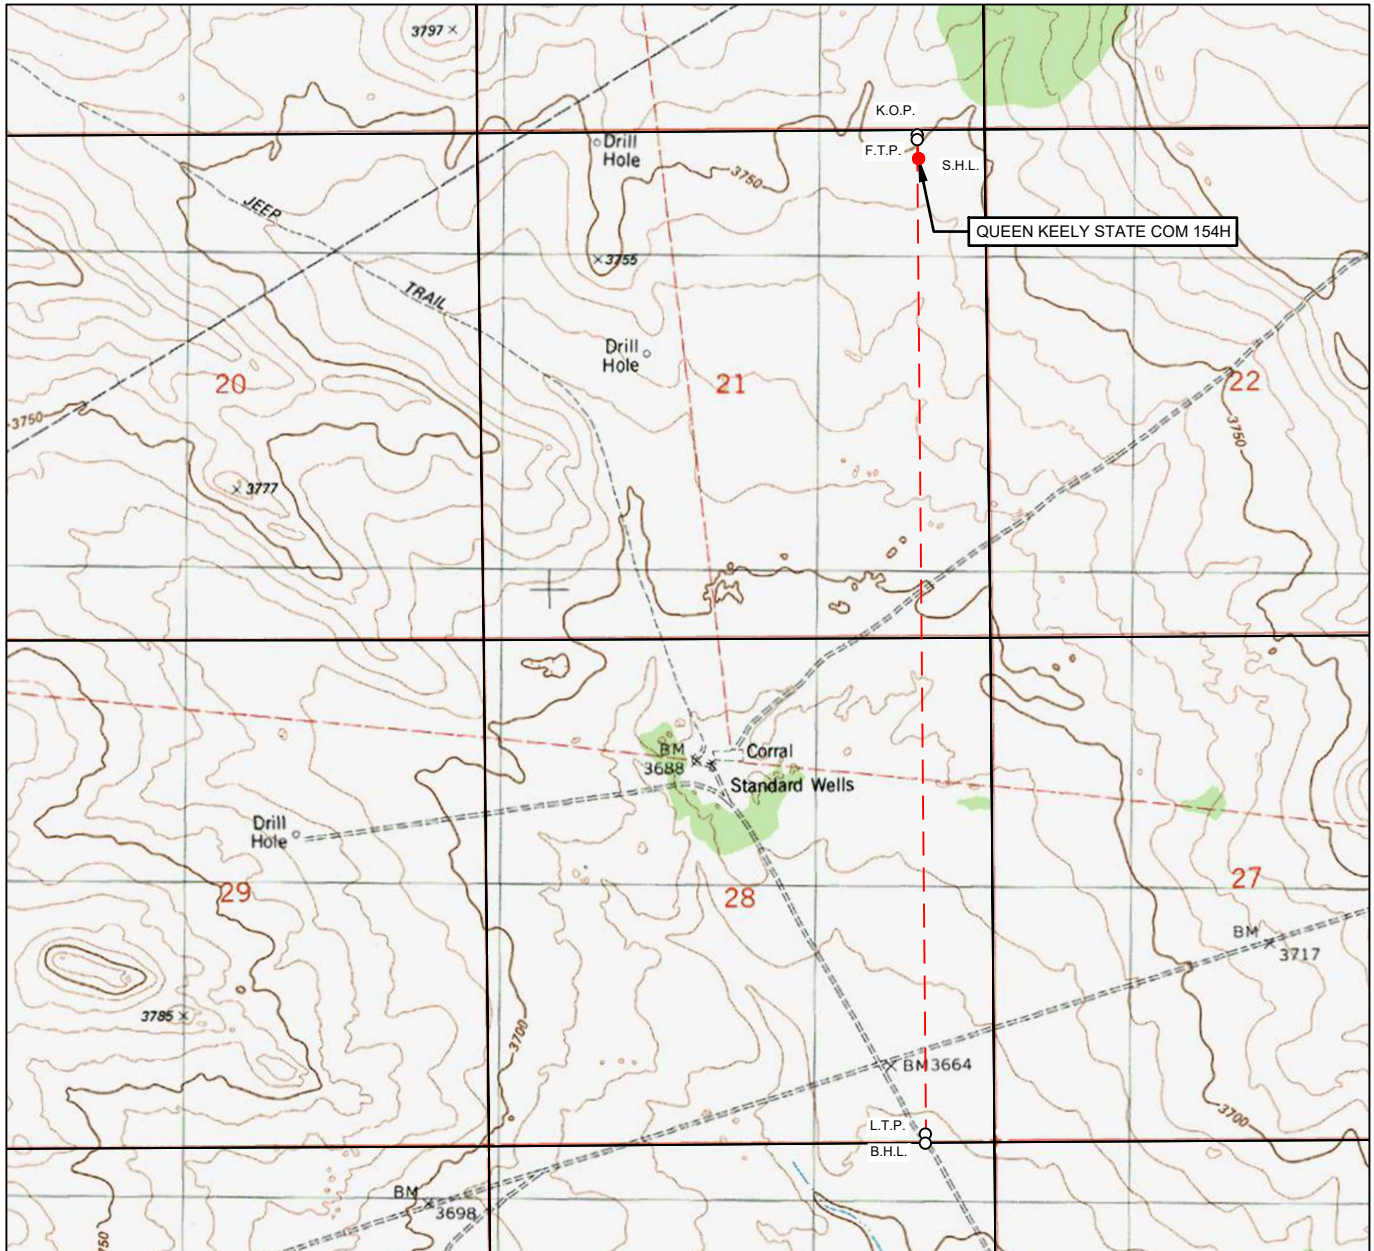 3797
K.O.P.
Drill
Hole
F.T.P.
S.H.L.
3750
JEEP
QUEEN KEELY STATE COM 154H
3755
TRAIL
Drill
Hole
20
21
22
3750
3750
3777
BM
3688
Corral
Standard Wells
Drill
Hole
29
28
27
BM
3717
3785
3700
BM 3664
3700
L.T.P.
B.H.L.
BM
3698